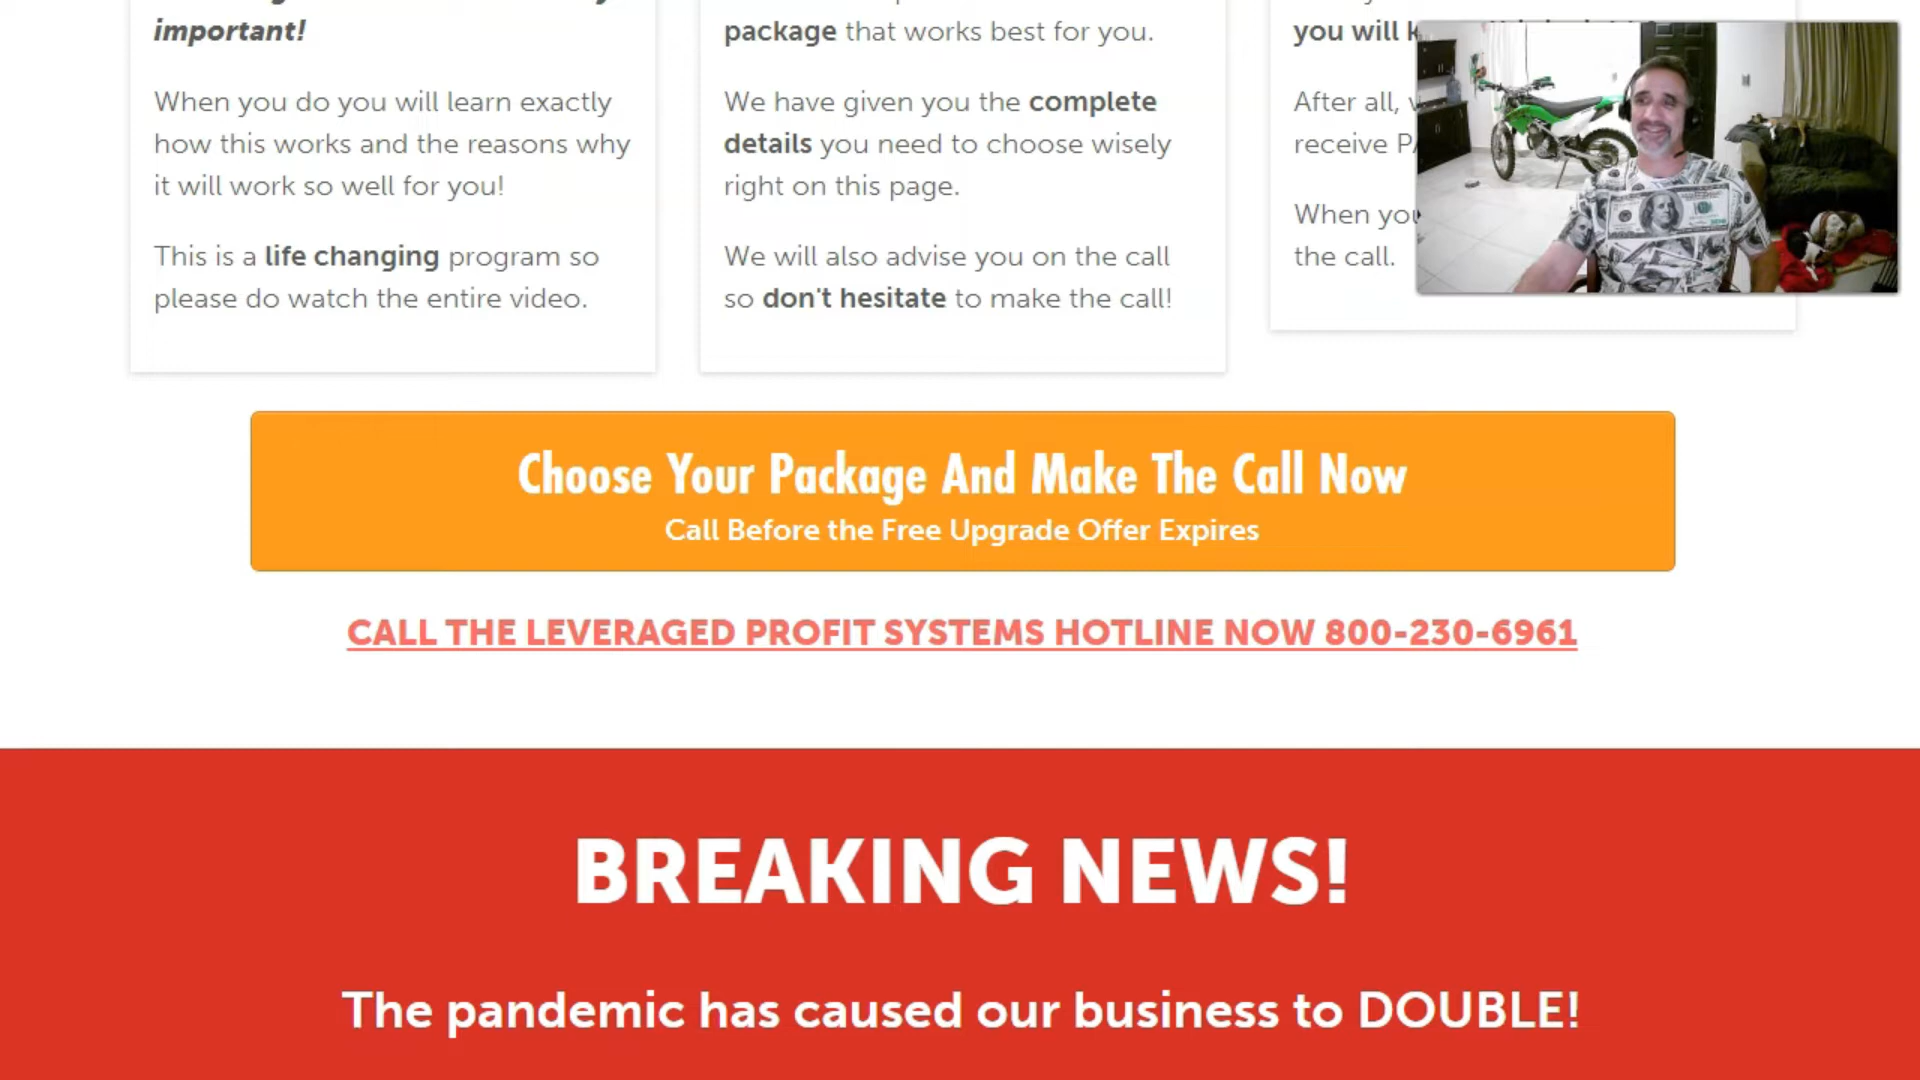 important!
When you do you will learn exactly
how this works and the reasons why
it will work so well for you!
This is a life changing program so
please do watch the entire video.
package that works best for you.
We have given you the complete
details you need to choose wisely
right on this page.
We will also advise you on the call
so don't hesitate to make the call!
you will
After all,
receive
When you
the call.
Choose Your Package And Make The Call Now
Call Before the Free Upgrade Offer Expires
CALL THE LEVERAGED PROFIT SYSTEMS HOTLINE NOW 800-230-6961
BREAKING NEWS!
The pandemic has caused our business to DOUBLE!